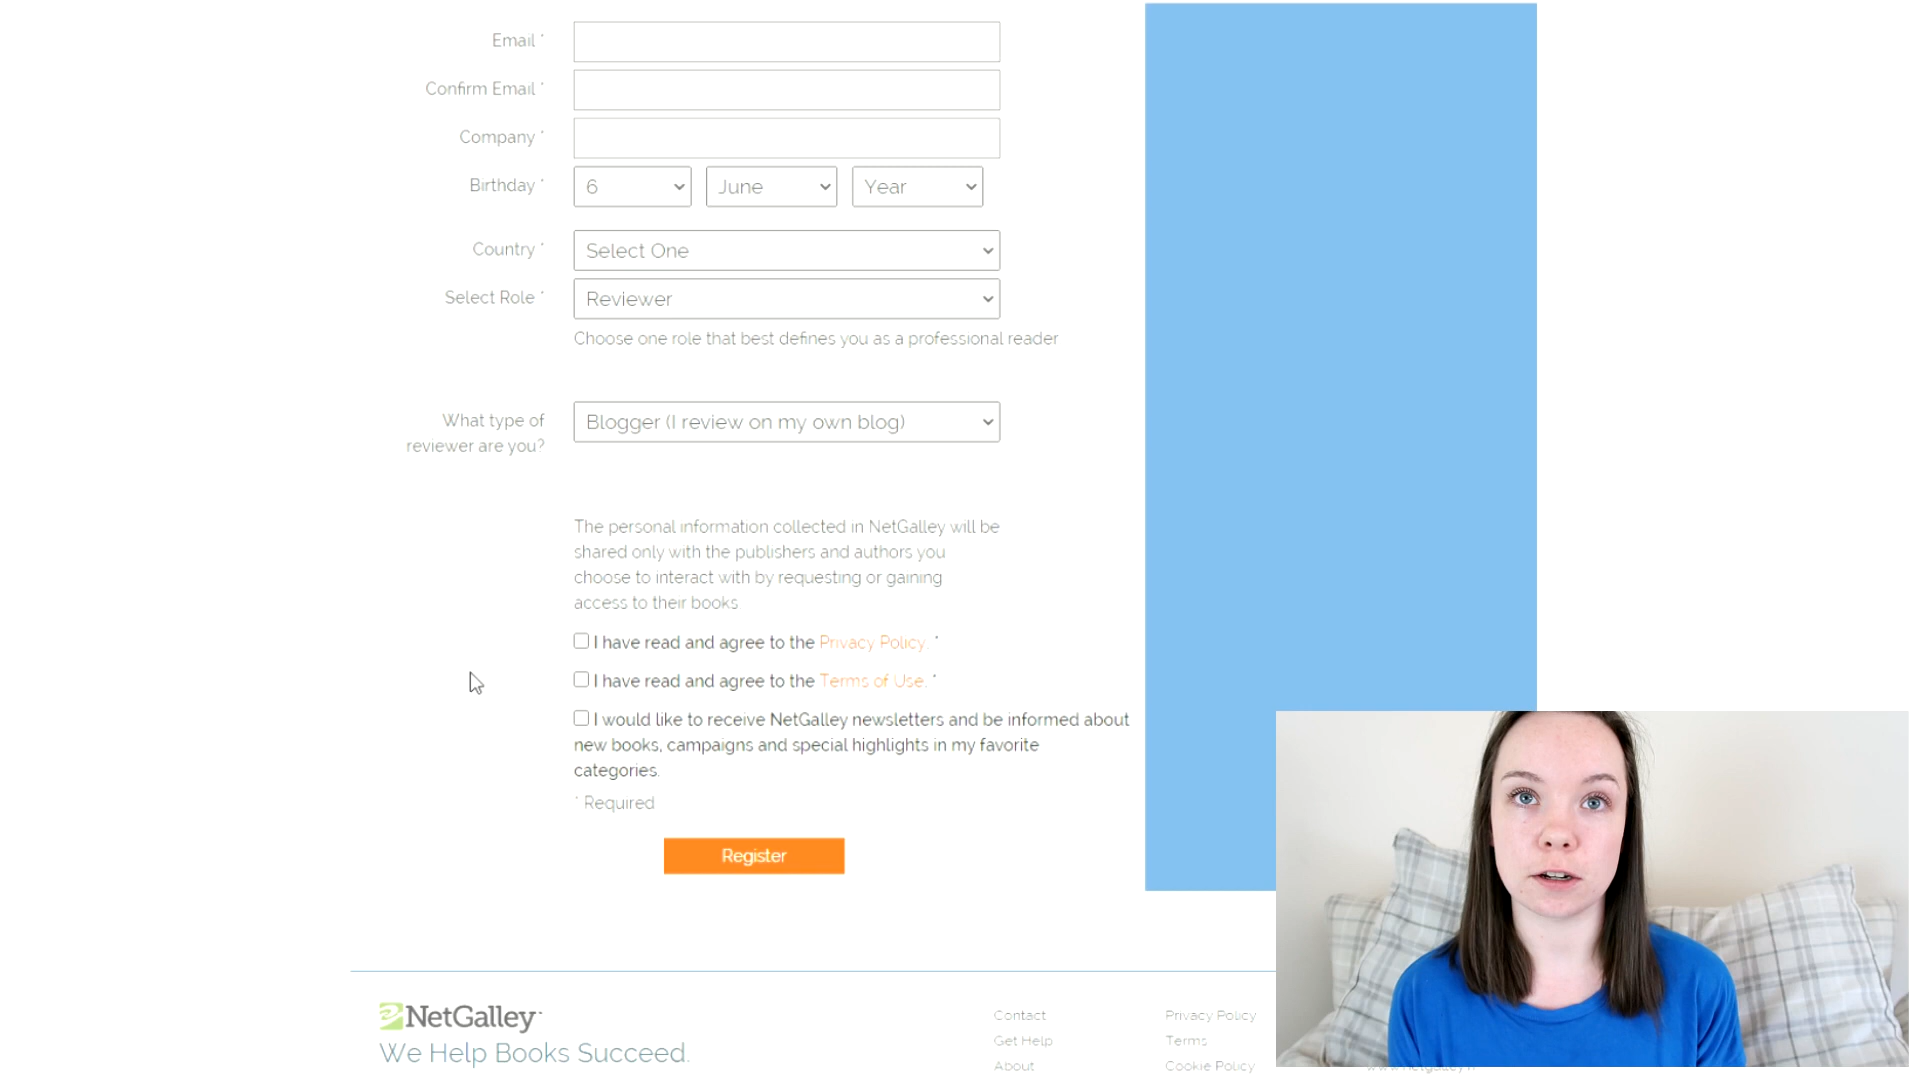 Email *
Confirm Email *
Company *
Birthday * 6 June Year
Country * Select One
Select Role * Reviewer
Choose one role that best defines you as a professional reader
What type of
reviewer are you?
Blogger (I review on my own blog)
The personal information collected in NetGalley will be
shared only with the publishers and authors you
choose to interact with by requesting or gaining
access to their books
I have read and agree to the Privacy Policy. *
I have read and agree to the Terms of Use. *
I would like to receive NetGalley newsletters and be informed about
new books, campaigns and special highlights in my favorite
categories.
* Required
Register
NetGalley
We Help Books Succeed.
Contact
Get Help
About
Privacy Policy
Terms
Cookie Policy